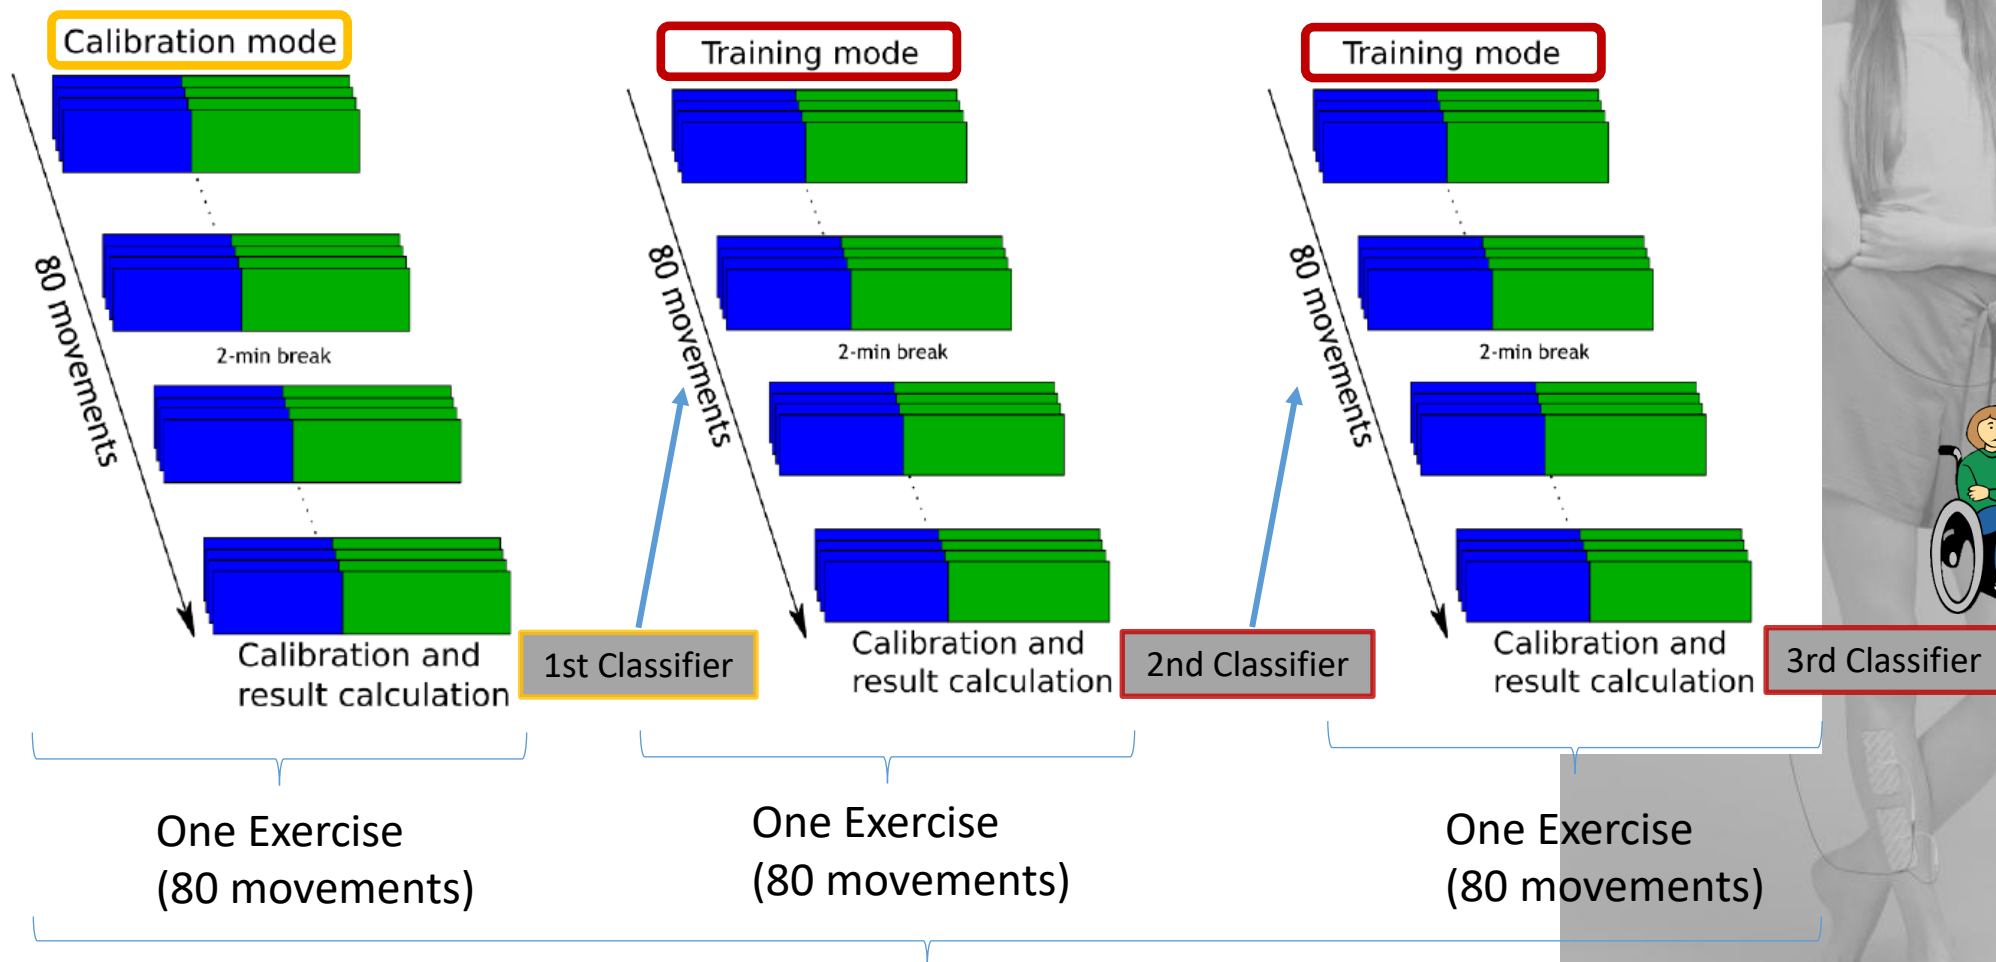 Calibration mode
80 movements
2-min break
Calibration and
result calculation
1st Classifier
One Exercise
(80 movements)
Training mode
80 movements
2-min break
Calibration and
result calculation
2nd Classifier
One Exercise
(80 movements)
Training mode
80 movements
2-min break
Calibration and
result calculation
3rd Classifier
One Exercise
(80 movements)